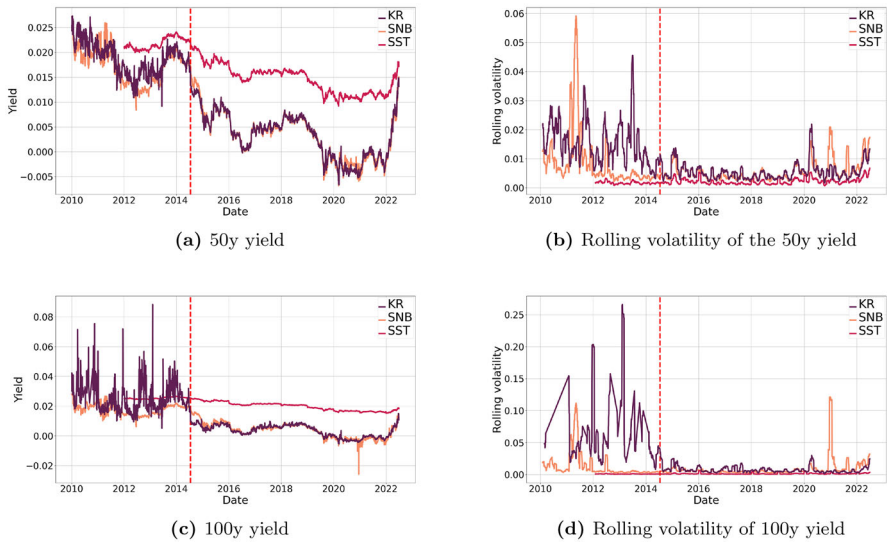 0.025
0.020
0.015
0.010
0.005
0.000
−0.005
Yield
KR
SNB
SST
2010 2012 2014 2016 2018 2020 2022
Date
(a) 50y yield
0.06
0.05
0.04
0.03
0.02
0.01
0.00
Rolling volatility
KR
SNB
SST
2010 2012 2014 2016 2018 2020 2022
Date
(b) Rolling volatility of the 50y yield
0.08
0.06
0.04
0.02
0.00
−0.02
Yield
KR
SNB
SST
2010 2012 2014 2016 2018 2020 2022
Date
(c) 100y yield
0.25
0.20
0.15
0.10
0.05
0.00
Rolling volatility
KR
SNB
SST
2010 2012 2014 2016 2018 2020 2022
Date
(d) Rolling volatility of 100y yield